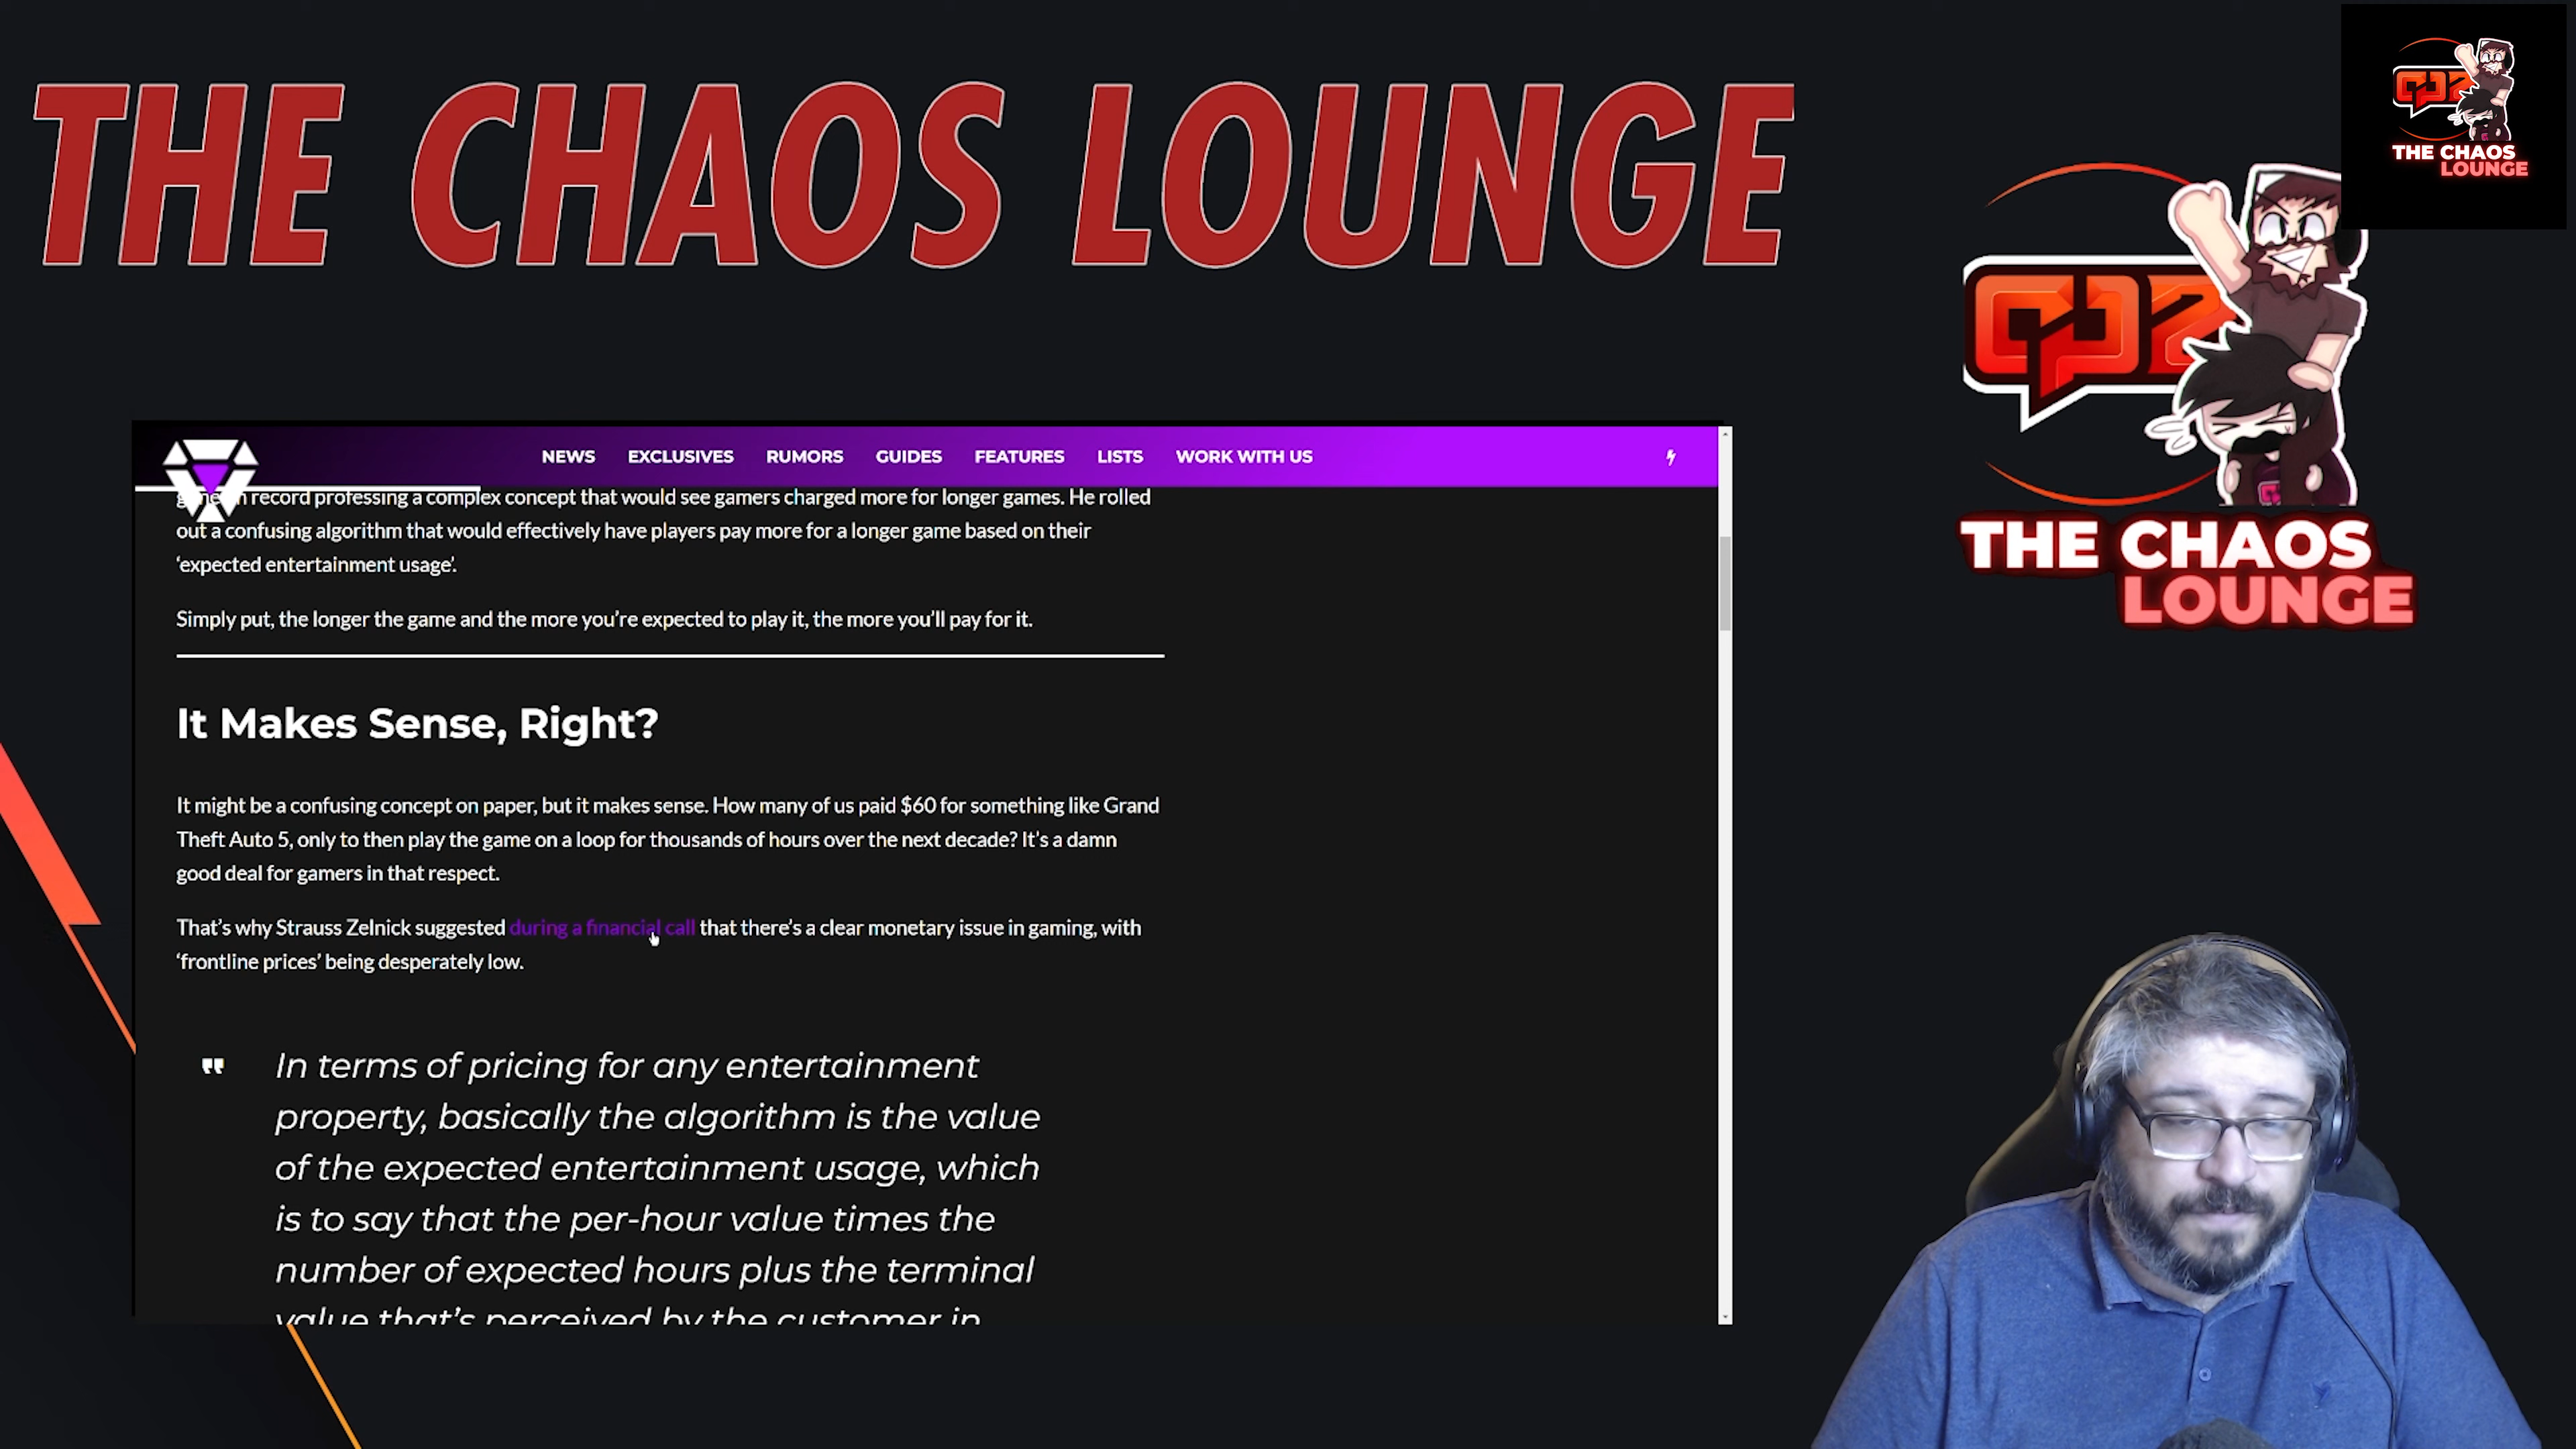 THE CHAOS LOUNGE
THE CHAOS
LOUNGE
THE CHAOS
LOUNGE
NEWS EXCLUSIVES RUMORS GUIDES FEATURES LISTS WORK WITH US
record professing a complex concept that would see gamers charged more for longer games. He rolled
out a confusing algorithm that would effectively have players pay more for a longer game based on their
‘expected entertainment usage’.
Simply put, the longer the game and the more you’re expected to play it, the more you’ll pay for it.
It Makes Sense, Right?
It might be a confusing concept on paper, but it makes sense. How many of us paid $60 for something like Grand
Theft Auto 5, only to then play the game on a loop for thousands of hours over the next decade? It’s a damn
good deal for gamers in that respect.
That’s why Strauss Zelnick suggested during a financial call that there’s a clear monetary issue in gaming, with
‘frontline prices’ being desperately low.
In terms of pricing for any entertainment
property, basically the algorithm is the value
of the expected entertainment usage, which
is to say that the per-hour value times the
number of expected hours plus the terminal
value that’s perceived by the customer in